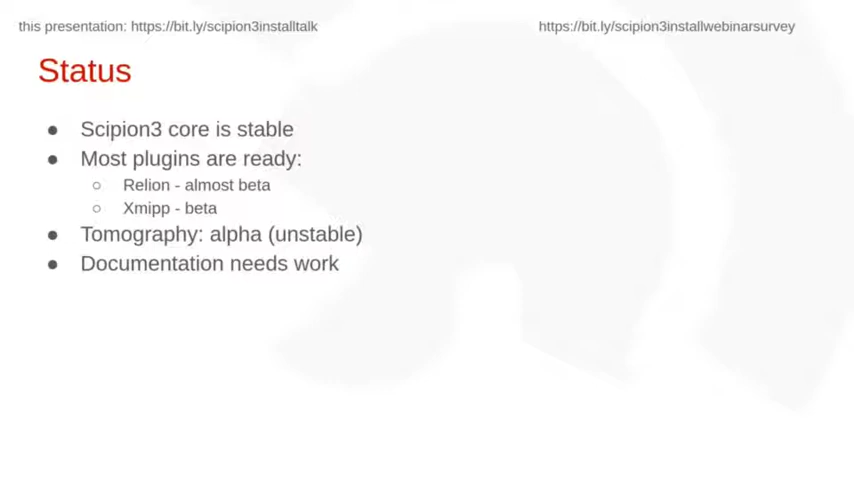 this presentation: https://bit.ly/scipion3installtalk
https://bit.ly/scipion3installwebinarsurvey
Status
● Scipion3 core is stable
● Most plugins are ready:
○ Relion - almost beta
○ Xmipp - beta
● Tomography: alpha (unstable)
● Documentation needs work